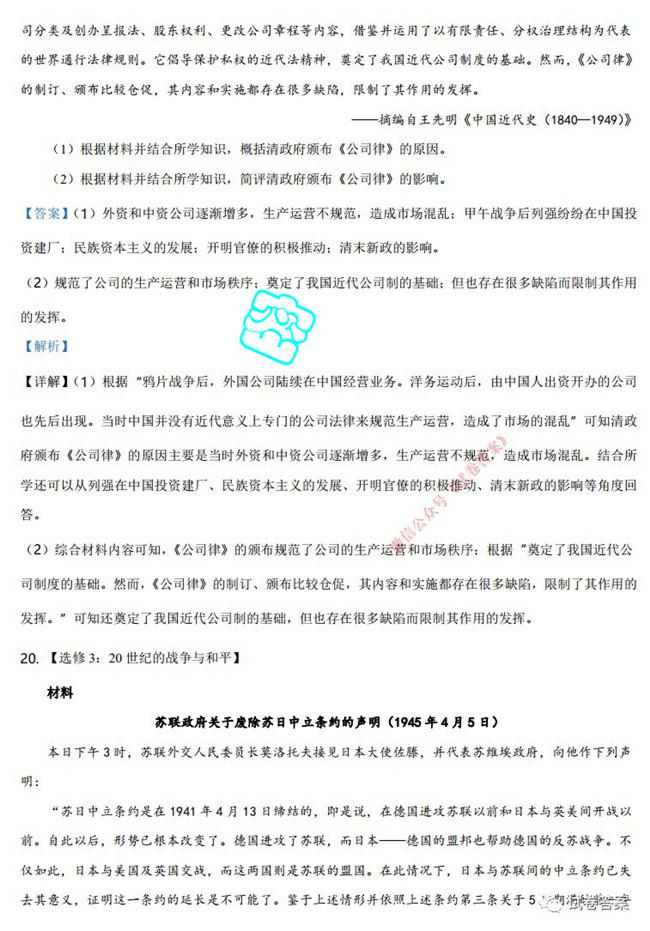 司分类及创办呈报法、股东权利、更改公司章程等内容，借鉴并运用了以有限责任、分权治理结构为代表
的世界通行法律规则。它倡导保护私权的近代法精神，奠定了我国近代公司制度的基础。然而，《公司律》
的制订、颁布比较仓促，其内容和实施都存在很多缺陷，限制了其作用的发挥。
——摘编自王先明《中国近代史（1840—1949）》
（1）根据材料并结合所学知识，概括清政府颁布《公司律》的原因。
（2）根据材料并结合所学知识，简评清政府颁布《公司律》的影响。
【答案】（1）外资和中资公司逐渐增多，生产运营不规范，造成市场混乱；甲午战争后列强纷纷在中国投
资建厂；民族资本主义的发展；开明官僚的积极推动；清末新政的影响。
（2）规范了公司的生产运营和市场秩序；奠定了我国近代公司制的基础；但也存在很多缺陷而限制其作用
的发挥。
【解析】
【详解】（1）根据“鸦片战争后，外国公司陆续在中国经营业务。洋务运动后，由中国人出资开办的公司
也先后出现。当时中国并没有近代意义上专门的公司法律来规范生产运营，造成了市场的混乱”可知清政
府颁布《公司律》的原因主要是当时外资和中资公司逐渐增多，生产运营不规范，造成市场混乱。结合所
学还可以从列强在中国投资建厂、民族资本主义的发展、开明官僚的积极推动、清末新政的影响等角度回
答。
（2）综合材料内容可知，《公司律》的颁布规范了公司的生产运营和市场秩序；根据“奠定了我国近代公
司制度的基础。然而，《公司律》的制订、颁布比较仓促，其内容和实施都存在很多缺陷，限制了其作用的
发挥。”可知还奠定了我国近代公司制的基础，但也存在很多缺陷而限制其作用的发挥。
微信公众号《试卷答案》
20. 【选修 3：20 世纪的战争与和平】
材料
苏联政府关于废除苏日中立条约的声明（1945 年 4 月 5 日）
本日下午 3 时，苏联外交人民委员长莫洛托夫接见日本大使佐藤，并代表苏维埃政府，向他作下列声
明：
“苏日中立条约是在 1941 年 4 月 13 日缔结的，即是说，在德国进攻苏联以前和日本与英美间开战以
前。自此以后，形势已根本改变了。德国进攻了苏联，而日本——德国的盟邦也帮助德国的反苏战争。不
仅如此，日本与美国及英国交战，而这两国则是苏联的盟国。在此情况下，日本与苏联间的中立条约已失
去其意义，证明这一条约的延长是不可能了。鉴于上述情形并依照上述条约第三条关于 5
试卷答案